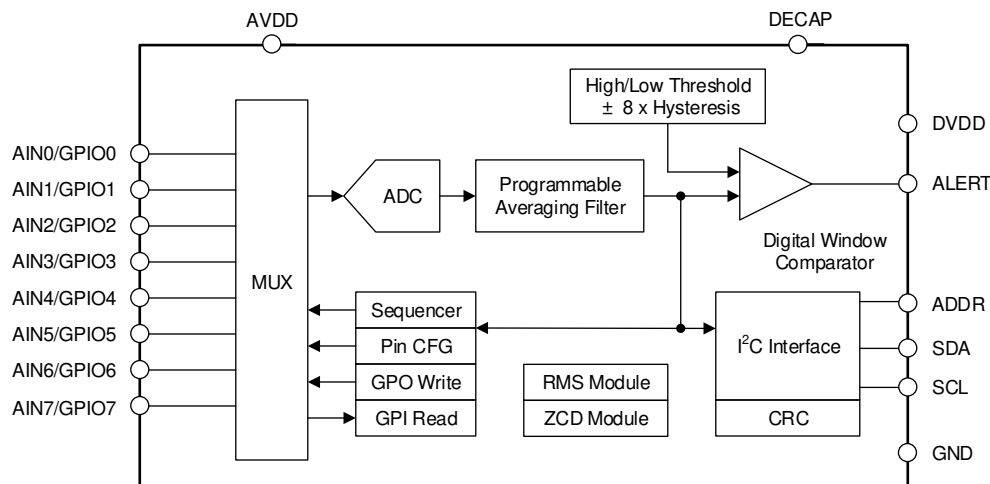 AVDD
DECAP
High/Low Threshold
± 8 x Hysteresis
DVDD
AIN0/GPIO0
AIN1/GPIO1
AIN2/GPIO2
AIN3/GPIO3
AIN4/GPIO4
AIN5/GPIO5
AIN6/GPIO6
AIN7/GPIO7
MUX
ADC
Programmable
Averaging Filter
ALERT
Digital Window
Comparator
Sequencer
Pin CFG
GPO Write
GPI Read
RMS Module
ZCD Module
I²C Interface
CRC
ADDR
SDA
SCL
GND